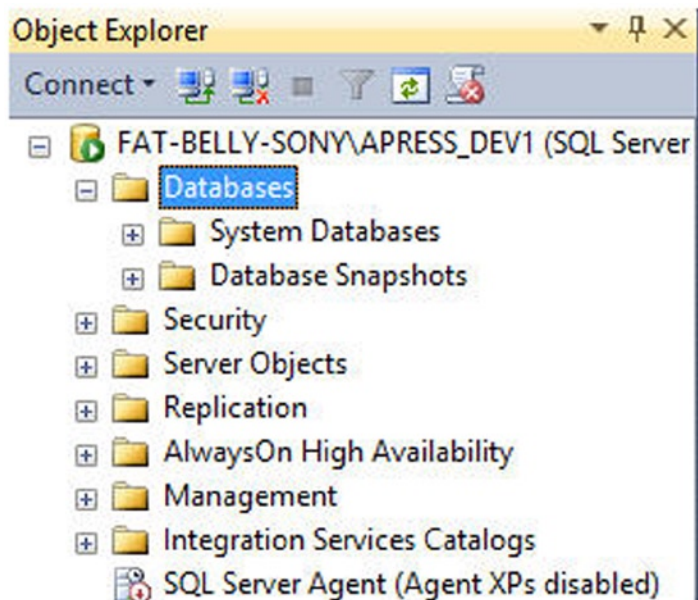 Object Explorer
Connect
FAT-BELLY-SONY\APRESS_DEV1 (SQL Server
Databases
System Databases
Database Snapshots
Security
Server Objects
Replication
AlwaysOn High Availability
Management
Integration Services Catalogs
SQL Server Agent (Agent XPs disabled)